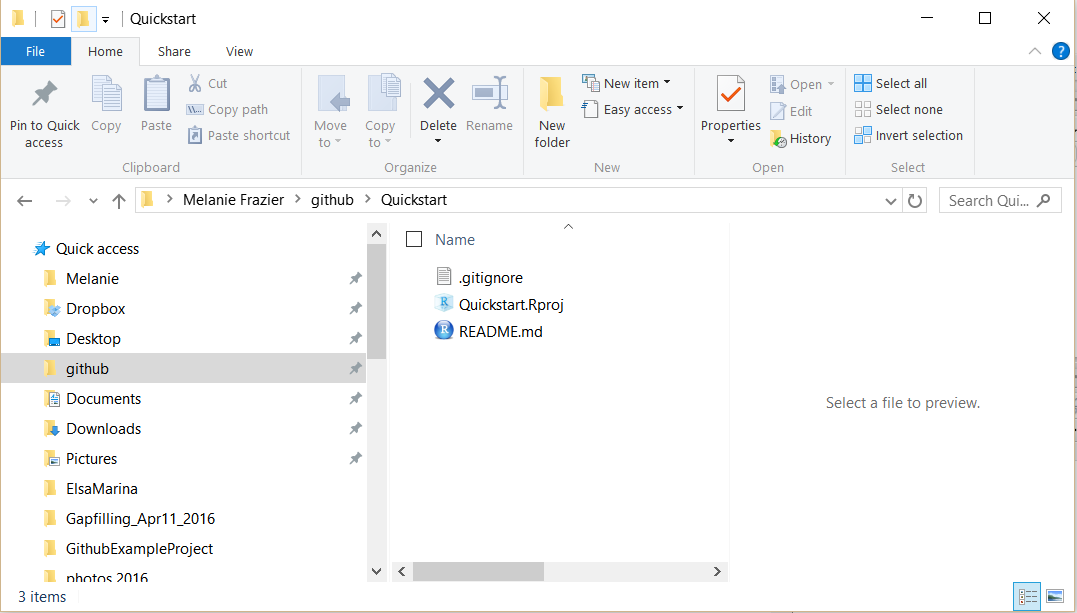 Quickstart
File Home Share View
Pin to Quick access
Copy
Paste
Cut
Copy path
Paste shortcut
Clipboard
Move to
Copy to
Delete
Rename
Organize
New folder
New item
Easy access
New
Properties
Open
Edit
History
Open
Select all
Select none
Invert selection
Select
Melanie Frazier > github > Quickstart
Search Qui...
Quick access
Melanie
Dropbox
Desktop
github
Documents
Downloads
Pictures
ElsaMarina
Gapfilling_Apr11_2016
GithubExampleProject
photos 2016
Name
.gitignore
Quickstart.Rproj
README.md
Select a file to preview.
3 items